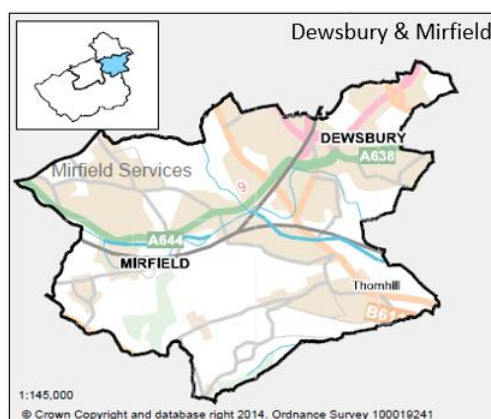 Dewsbury & Mirfield
DEWSBURY
A638
Mirfield Services
9
A644
MIRFIELD
Thornhill
1:145,000
© Crown Copyright and database right 2014. Ordnance Survey 100019241